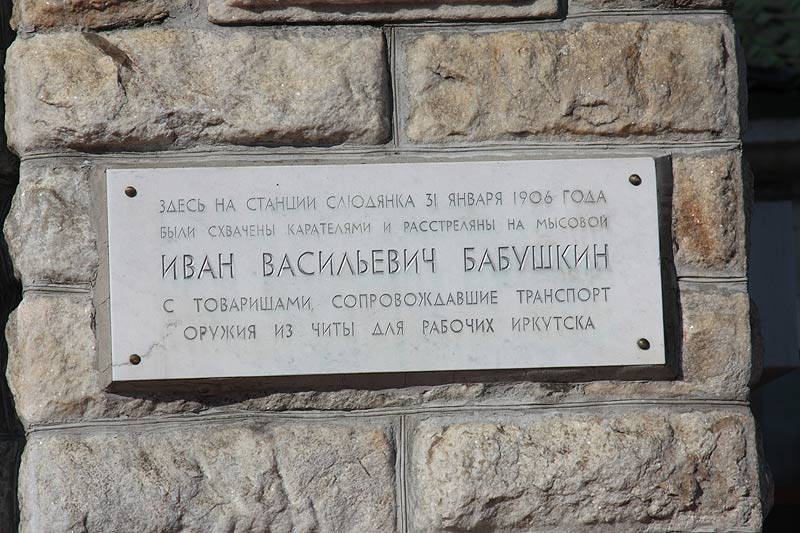 ЗДЕСЬ НА СТАНЦИИ СЛЮДЯНКА 31 ЯНВАРЯ 1906 ГОДА
БЫЛИ СХВАЧЕНЫ КАРАТЕЛЯМИ И РАССТРЕЛЯНЫ НА МЫСОВОЙ
ИВАН ВАСИЛЬЕВИЧ БАБУШКИН
С ТОВАРИЩАМИ, СОПРОВОЖДАВШИЕ ТРАНСПОРТ
ОРУЖИЯ ИЗ ЧИТЫ ДЛЯ РАБОЧИХ ИРКУТСКА